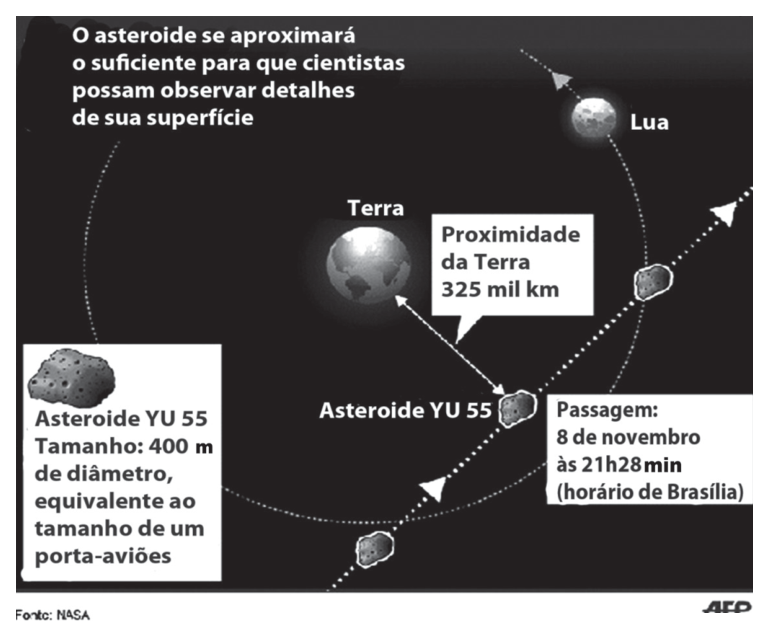 O asteroide se aproximará
o suficiente para que cientistas
possam observar detalhes
de sua superfície
Lua
Terra
Proximidade
da Terra
325 mil km
Asteroide YU 55
Passagem:
8 de novembro
às 21h28min
(horário de Brasília)
Asteroide YU 55
Tamanho: 400 m
de diâmetro,
equivalente ao
tamanho de um
porta-aviões
Fonte: NASA
AFP